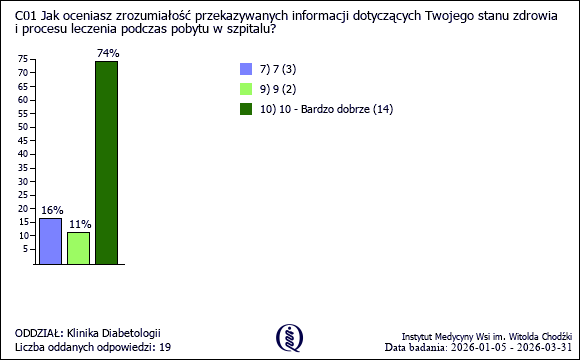 C01 Jak oceniasz zrozumiałość przekazywanych informacji dotyczących Twojego stanu zdrowia
i procesu leczenia podczas pobytu w szpitalu?
74%
16%
11%
75
70
65
60
55
50
45
40
35
30
25
20
15
10
5
7) 7 (3)
9) 9 (2)
10) 10 - Bardzo dobrze (14)
ODDZIAŁ: Klinika Diabetologii
Liczba oddanych odpowiedzi: 19
Instytut Medycyny Wsi im. Witolda Chodźki
Data badania: 2026-01-05 - 2026-03-31